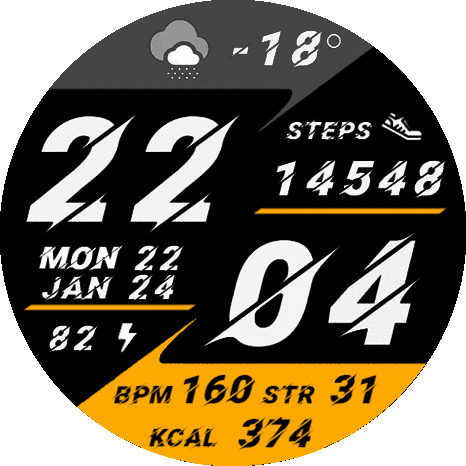 -18°
22
STEPS
14548
MON 22
JAN 24
04
82
BPM 160 STR 31
KCAL 374